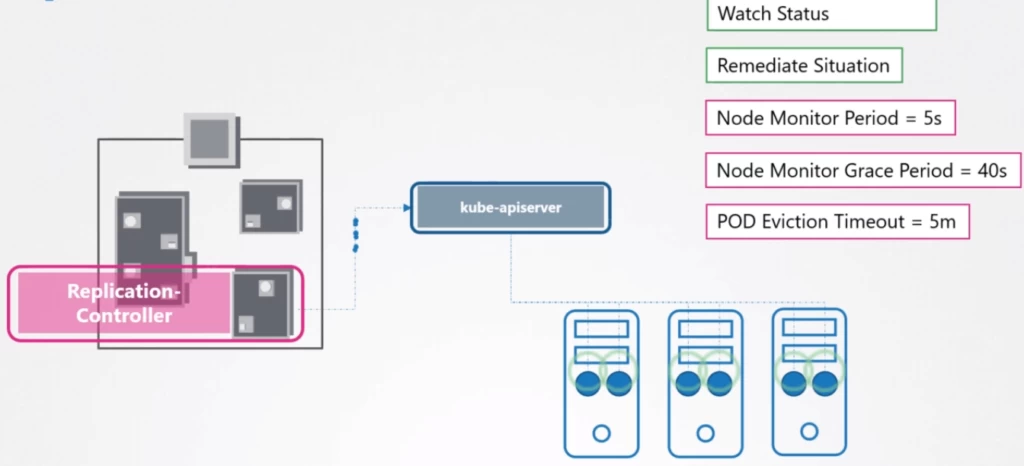 Watch Status
Remediate Situation
Node Monitor Period = 5s
Node Monitor Grace Period = 40s
POD Eviction Timeout = 5m
kube-apiserver
Replication-
Controller